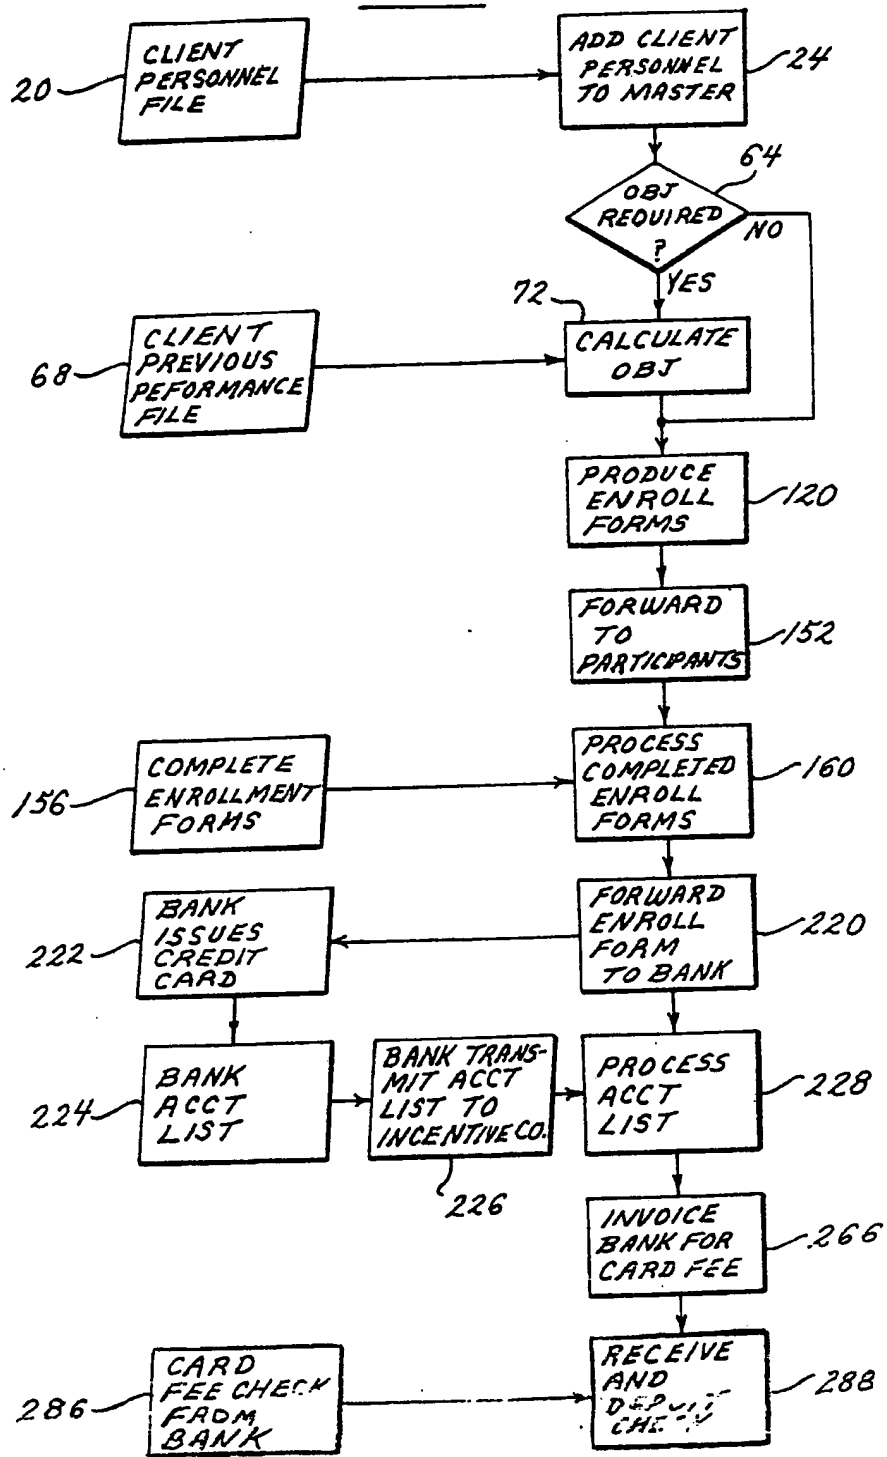 CLIENT
PERSONNEL
FILE
20
ADD CLIENT
PERSONNEL
TO MASTER
24
OBJ
REQUIRED
?
64
NO
YES
72
CALCULATE
OBJ
CLIENT
PREVIOUS
PEFORMANCE
FILE
68
PRODUCE
ENROLL
FORMS
120
FORWARD
TO
PARTICIPANTS
152
COMPLETE
ENROLLMENT
FORMS
156
PROCESS
COMPLETED
ENROLL
FORMS
160
FORWARD
ENROLL
FORM
TO BANK
220
BANK
ISSUES
CREDIT
CARD
222
BANK
ACCT
LIST
224
BANK TRANS-
MIT ACCT
LIST TO
INCENTIVE CO.
226
PROCESS
ACCT
LIST
228
INVOICE
BANK FOR
CARD FEE
266
CARD
FEE CHECK
FROM
BANK
286
RECEIVE
AND
DEPOSIT
CHECK
288